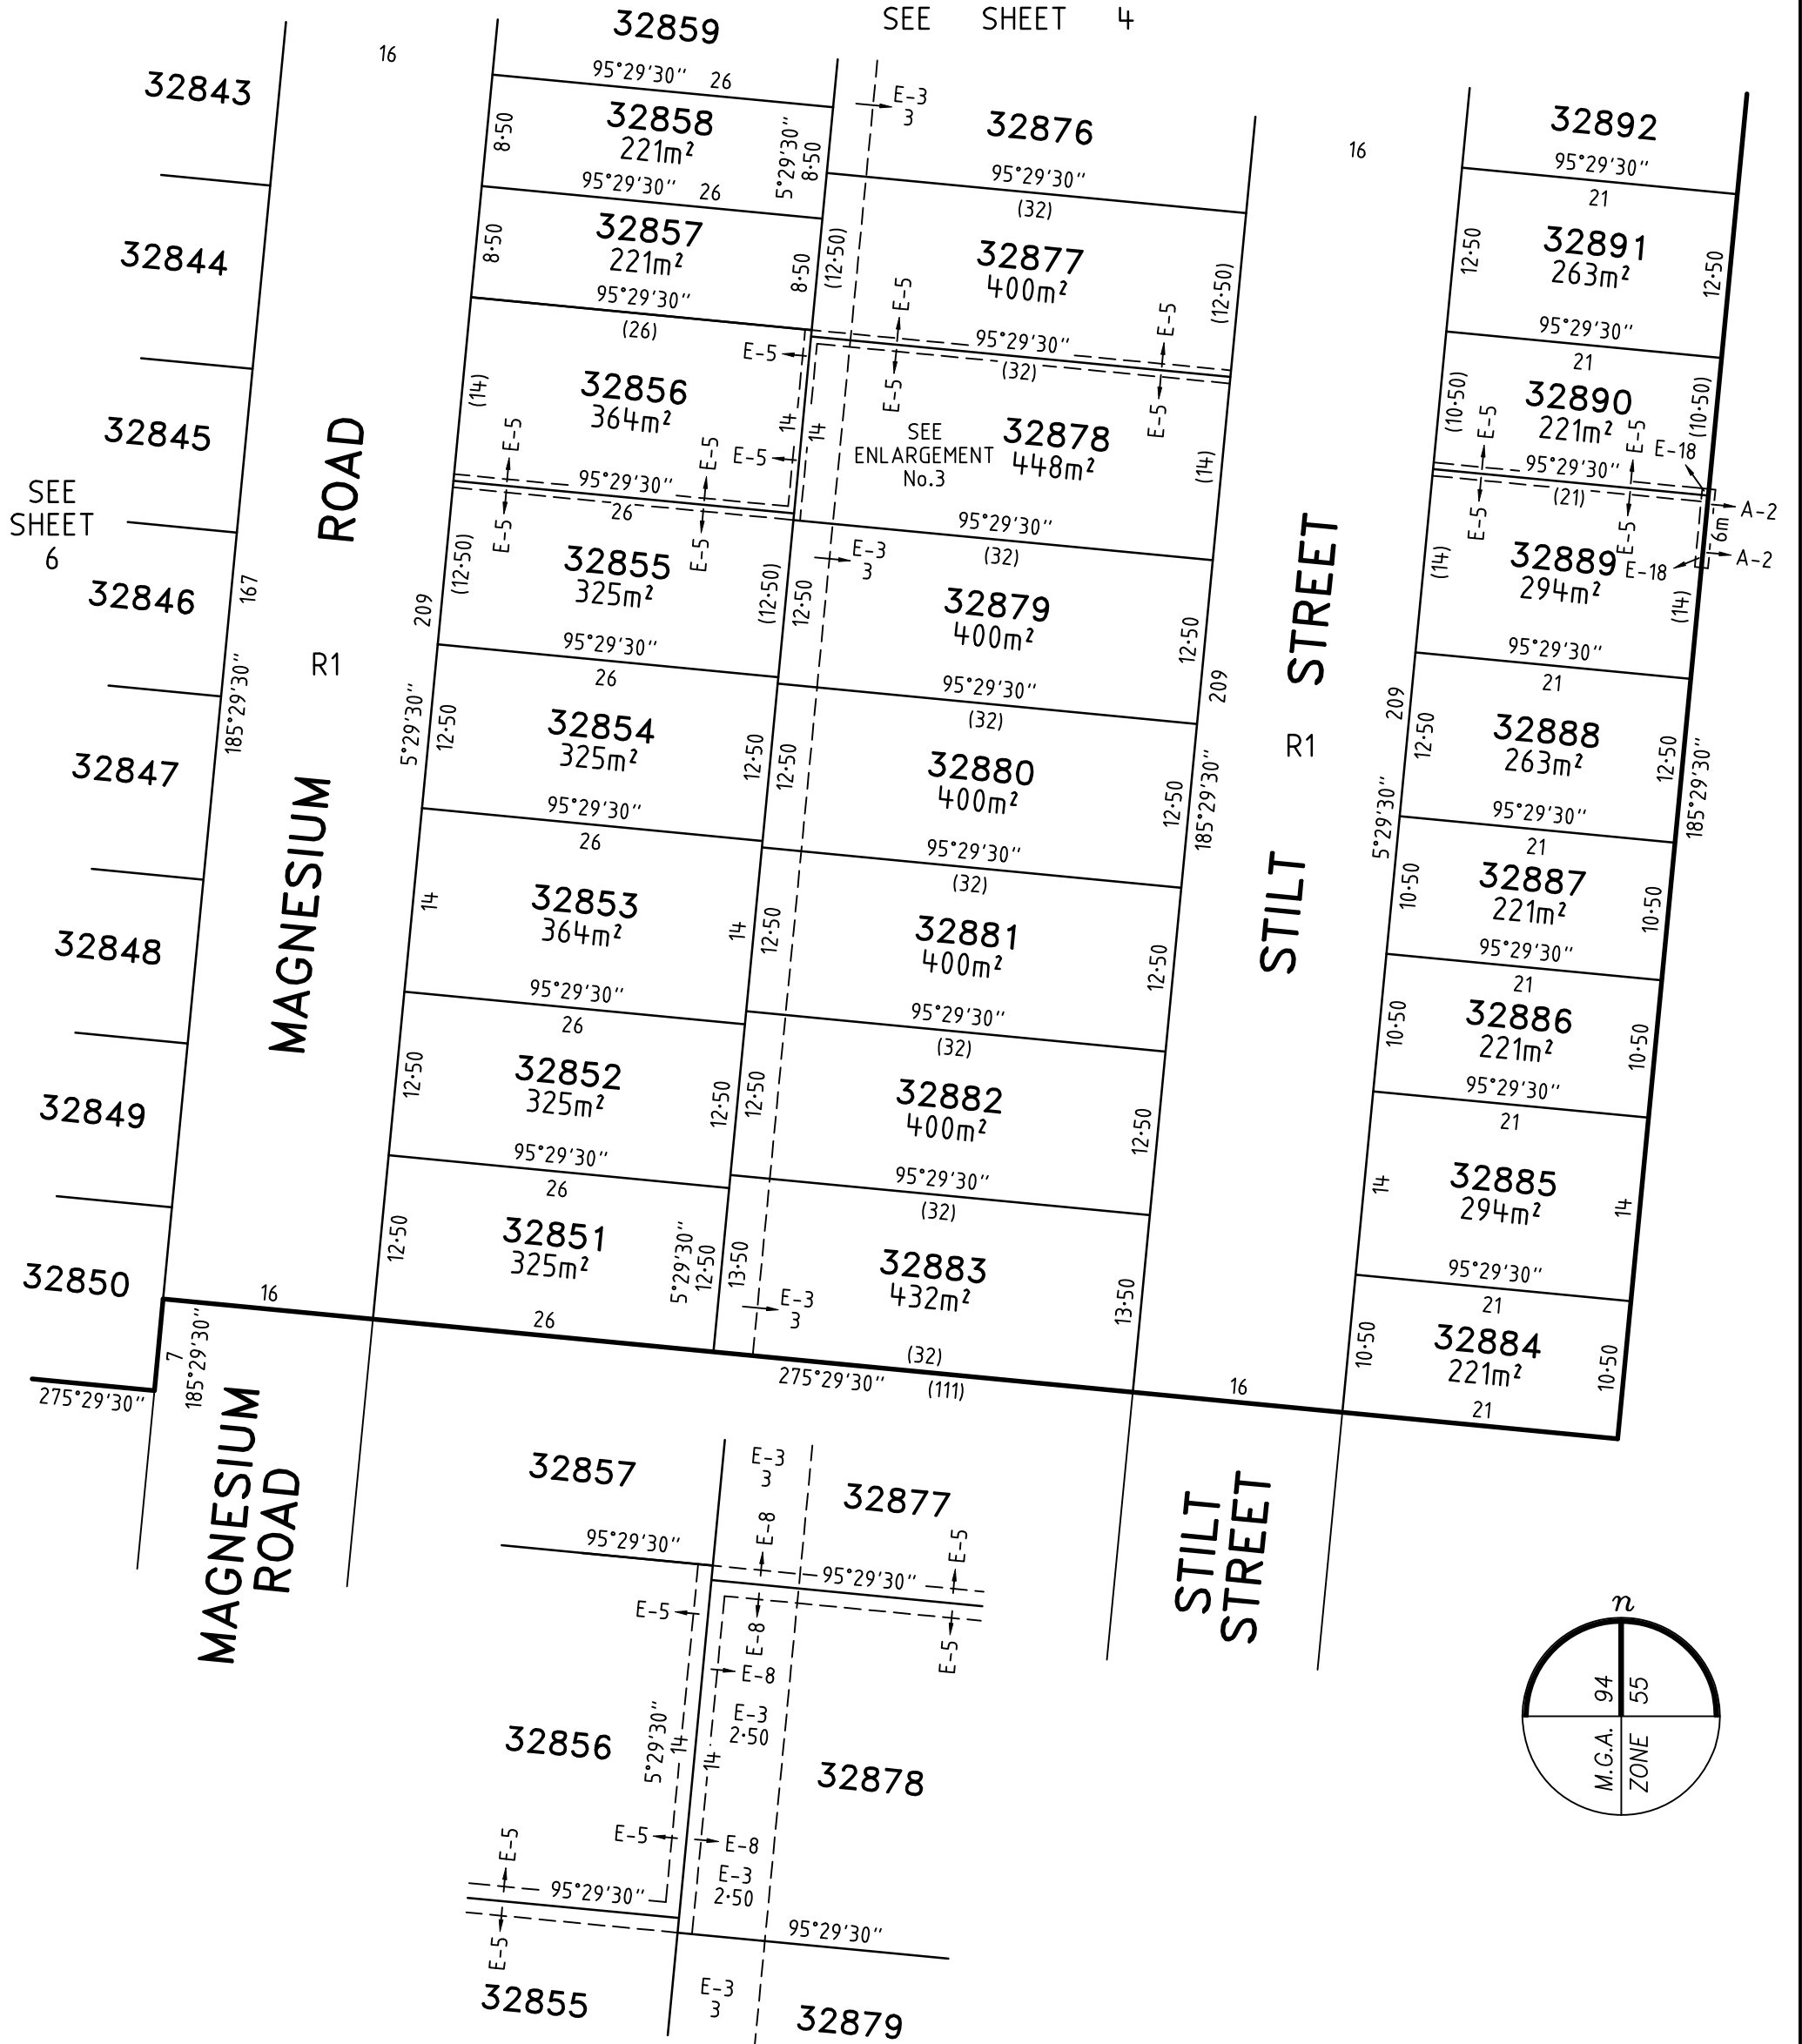 SEE SHEET 4
32859
16
95°29'30" 26
32843
8·50
32858
221m²
5°29'30"
8·50
E-3
3
32876
16
32892
95°29'30" 26
95°29'30"
(32)
95°29'30"
21
32844
8·50
32857
221m²
8·50
(12·50)
32877
400m²
(12·50)
12·50
32891
263m²
12·50
95°29'30"
(26)
E-5
E-5
95°29'30"
(32)
95°29'30"
21
E-5
32845
(14)
32856
364m²
14
14
E-5
E-5
SEE
ENLARGEMENT
No.3
32878
448m²
(14)
(10·50)
32890
221m²
(10·50)
E-5
E-5
E-5
E-5
E-5
E-18
95°29'30"
26
95°29'30"
(21)
A-2
6m
A-2
SEE
SHEET
6
ROAD
E-5
E-5
95°29'30"
(32)
E-5
E-5
E-18
32846
167
209
(12·50)
32855
325m²
(12·50)
12·50
E-3
3
32879
400m²
12·50
STREET
(14)
32889
294m²
(14)
R1
185°29'30"
95°29'30"
26
95°29'30"
(32)
209
95°29'30"
21
32847
5°29'30"
12·50
32854
325m²
12·50
12·50
32880
400m²
12·50
185°29'30"
R1
209
12·50
32888
263m²
12·50
185°29'30"
MAGNESIUM
95°29'30"
26
95°29'30"
(32)
5°29'30"
95°29'30"
21
32848
14
32853
364m²
14
12·50
32881
400m²
12·50
STILT
10·50
32887
221m²
10·50
95°29'30"
26
95°29'30"
(32)
95°29'30"
21
32849
12·50
32852
325m²
12·50
12·50
32882
400m²
12·50
10·50
32886
221m²
10·50
95°29'30"
26
95°29'30"
(32)
95°29'30"
21
32850
12·50
32851
325m²
5°29'30"
12·50
13·50
32883
432m²
13·50
E-3
3
14
32885
294m²
14
95°29'30"
21
16
26
(32)
275°29'30" (111)
16
10·50
32884
221m²
10·50
21
7
185°29'30"
275°29'30"
MAGNESIUM
ROAD
STILT
STREET
32857
E-3
3
32877
95°29'30"
E-8
E-5
95°29'30"
E-5
E-8
E-5
E-8
32856
5°29'30"
14
14
E-3
2·50
32878
E-5
E-5
E-8
E-3
2·50
95°29'30"
95°29'30"
E-5
32855
E-3
3
32879
n
94
55
M.G.A.
ZONE